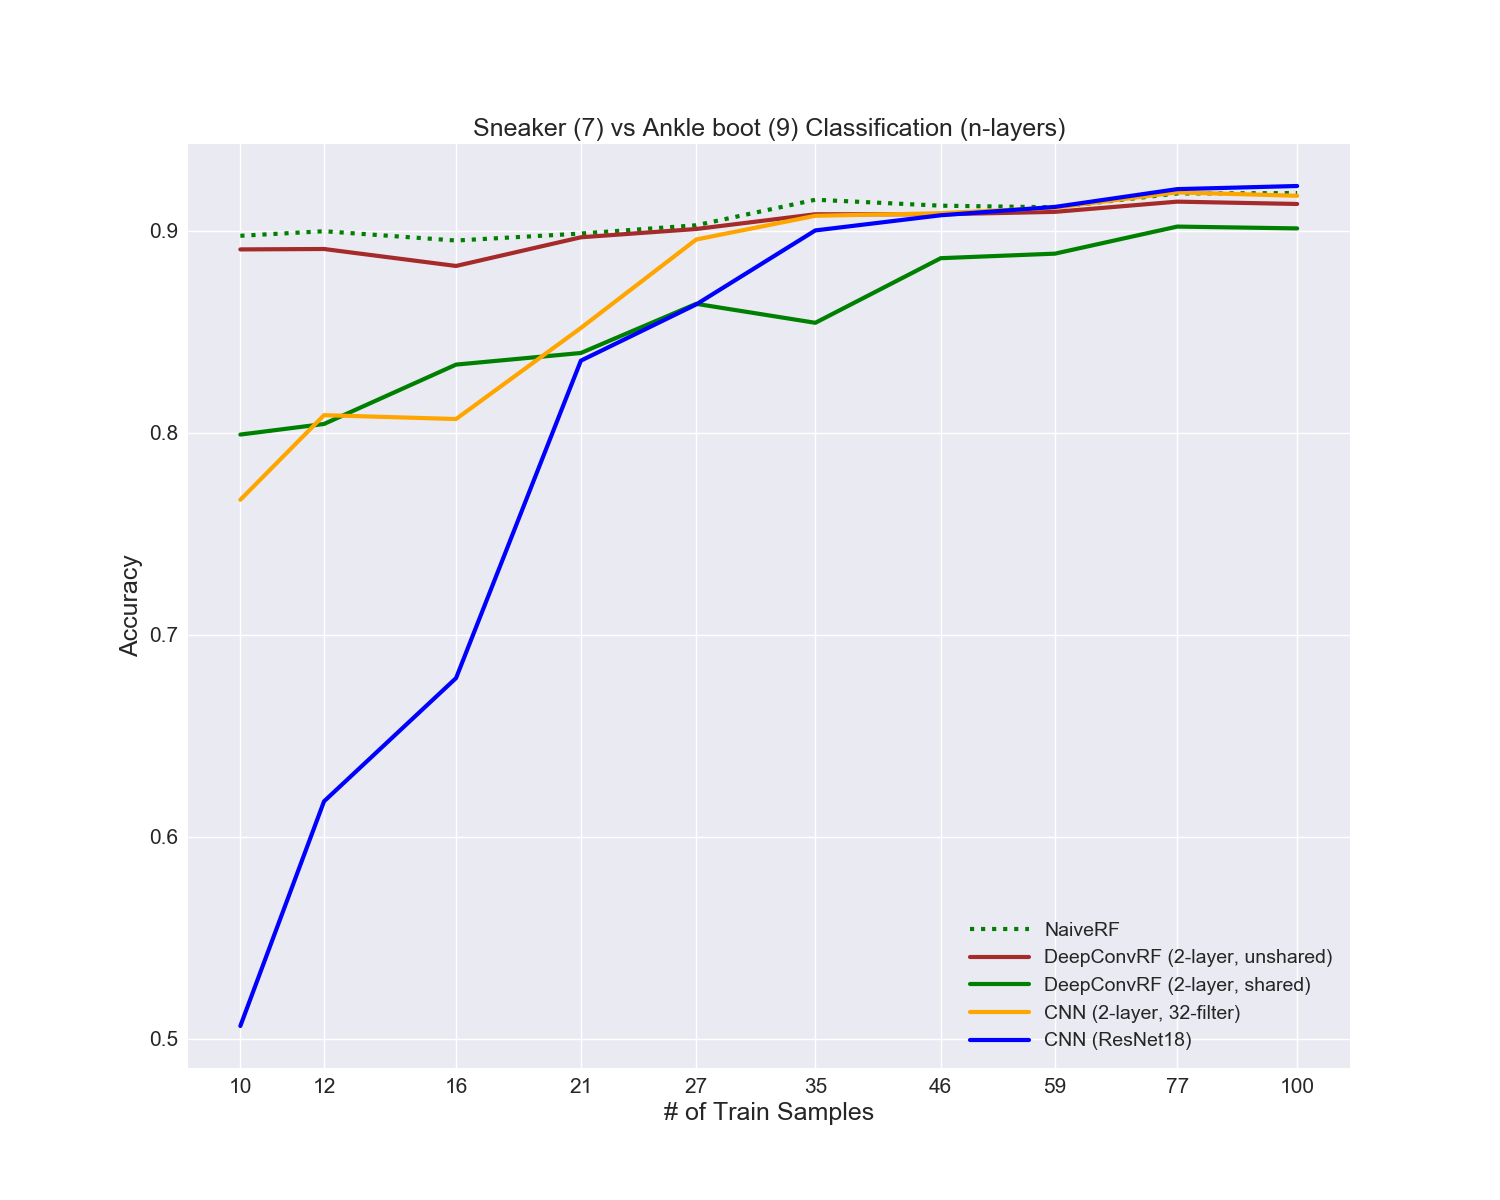 Sneaker (7) vs Ankle boot (9) Classification (n-layers)
Accuracy
0.9
0.8
0.7
0.6
0.5
NaiveRF
DeepConvRF (2-layer, unshared)
DeepConvRF (2-layer, shared)
CNN (2-layer, 32-filter)
CNN (ResNet18)
10 12 16 21 27 35 46 59 77 100
# of Train Samples